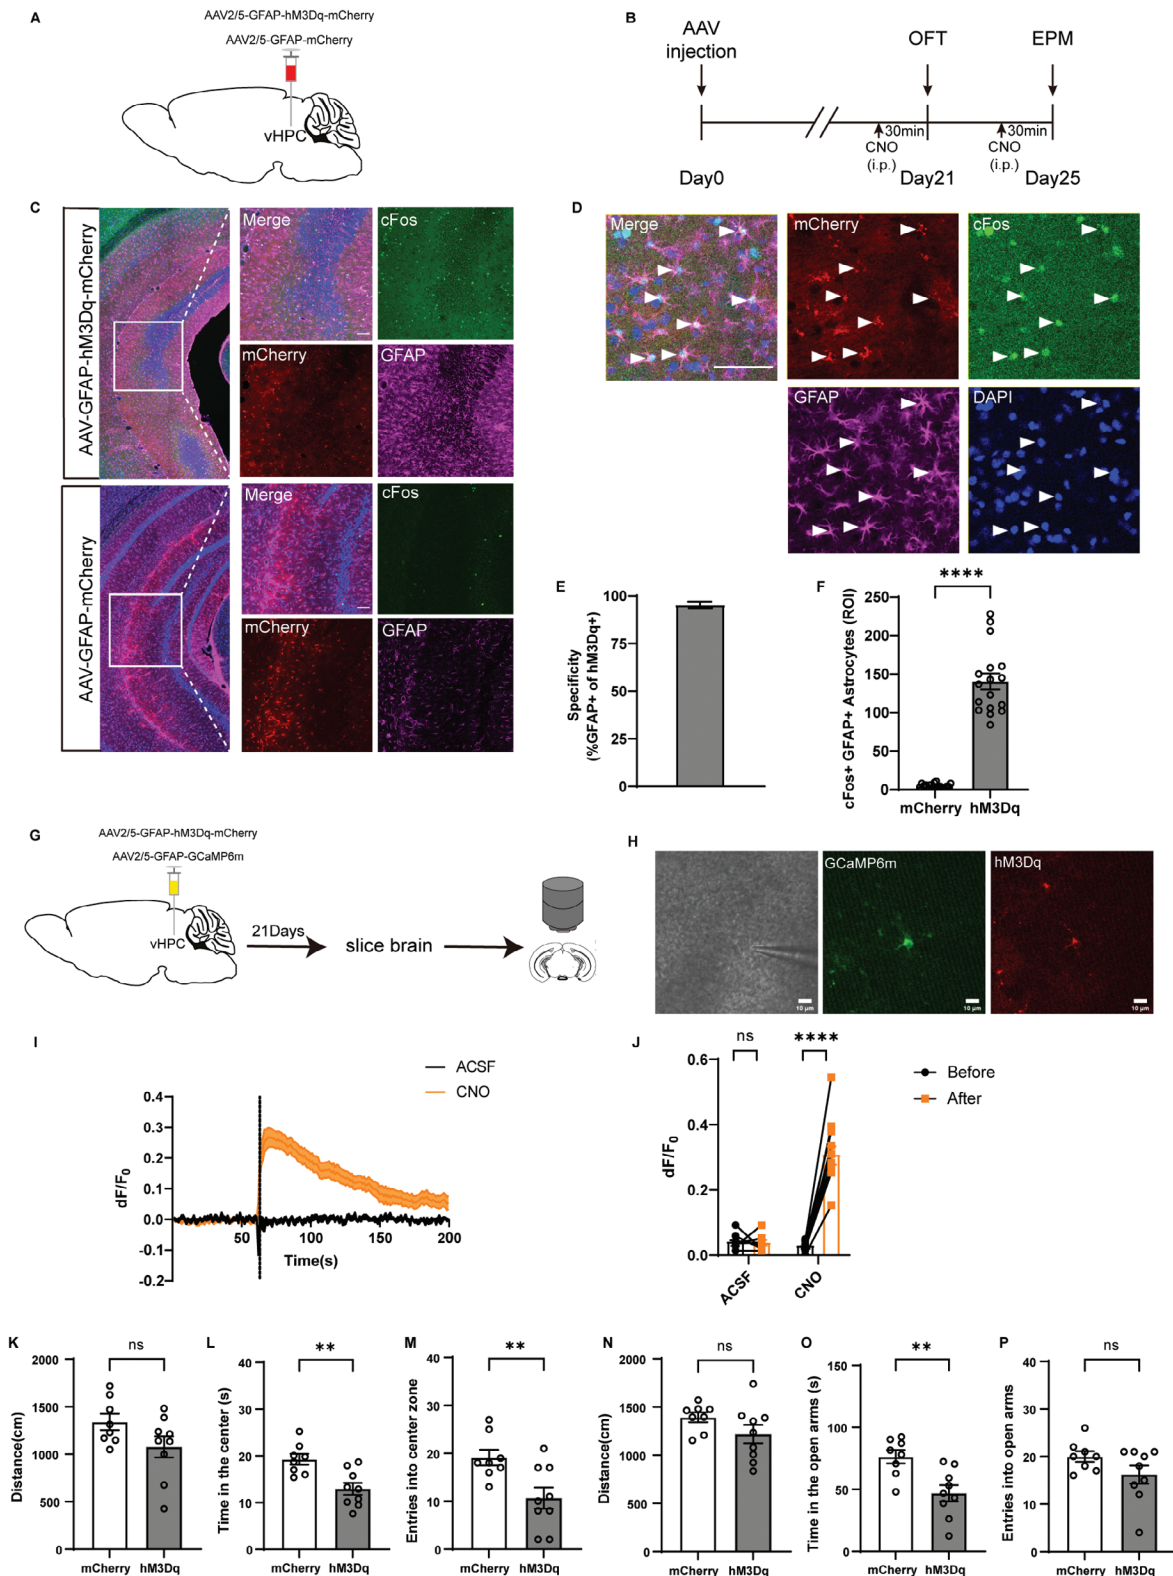 A
AAV2/5-GFAP-hM3Dq-mCherry
AAV2/5-GFAP-mCherry
vHPC
B
AAV
injection
OFT
EPM
30min
30min
CNO
(i.p.)
CNO
(i.p.)
Day0
Day21
Day25
C
AAV-GFAP-hM3Dq-mCherry
Merge
cFos
mCherry
GFAP
AAV-GFAP-mCherry
Merge
cFos
mCherry
GFAP
D
Merge
mCherry
cFos
GFAP
DAPI
E
Specificity
(%GFAP+ of hM3Dq+)
100
75
50
25
0
F
****
cFos+ GFAP+ Astrocytes (ROI)
250
200
150
100
50
0
mCherry
hM3Dq
G
AAV2/5-GFAP-hM3Dq-mCherry
AAV2/5-GFAP-GCaMP6m
vHPC
21Days
slice brain
H
GCaMP6m
hM3Dq
10 μm
10 μm
10 μm
I
ACSF
CNO
dF/F0
0.4
0.3
0.2
0.1
0.0
-0.1
-0.2
50
100
150
200
Time(s)
J
ns
****
Before
After
dF/F0
0.6
0.4
0.2
0.0
ACSF
CNO
K
ns
Distance(cm)
2000
1500
1000
500
0
mCherry
hM3Dq
L
**
Time in the center (s)
40
30
20
10
0
mCherry
hM3Dq
M
**
Entries into center zone
40
30
20
10
0
mCherry
hM3Dq
N
ns
Distance(cm)
2000
1500
1000
500
0
mCherry
hM3Dq
O
**
Time in the open arms (s)
150
100
50
0
mCherry
hM3Dq
P
ns
Entries into open arms
40
30
20
10
0
mCherry
hM3Dq